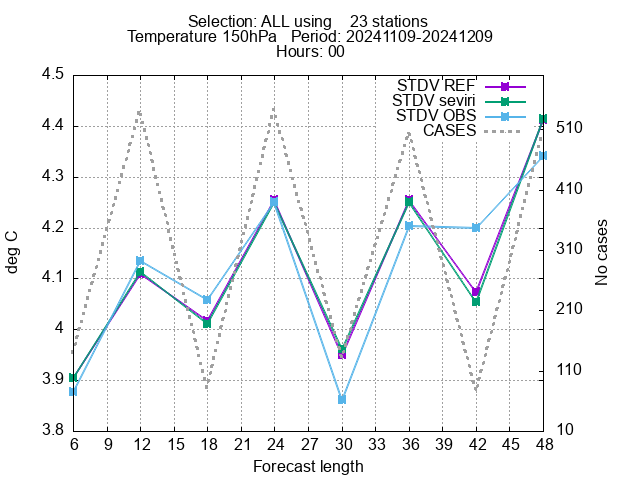 Selection: ALL using    23 stations
Temperature 150hPa   Period: 20241109-20241209
Hours: 00
STDV REF
STDV seviri
STDV OBS
CASES
4.5
4.4
4.3
4.2
4.1
4
3.9
3.8
deg C
510
410
310
210
110
10
No cases
6 12 18 21 24 27 30 33 36 39 42 45 48
Forecast length